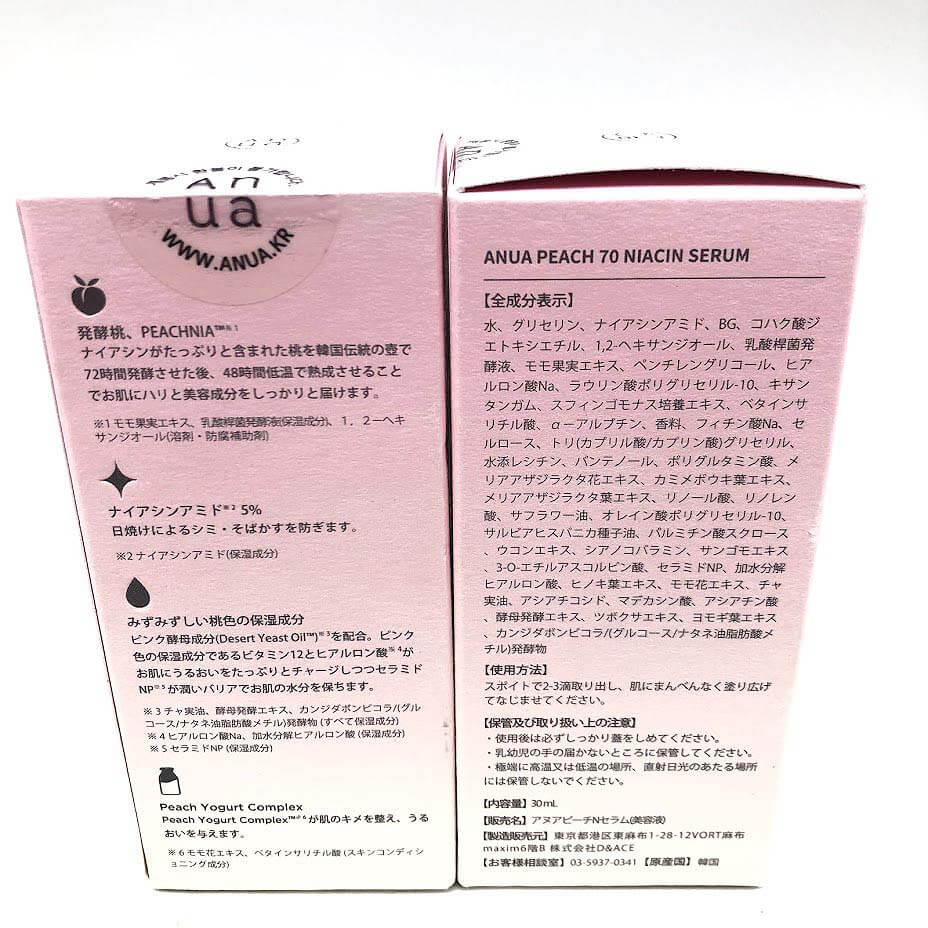 An
ua
WWW.ANUA.KR
発酵桃、PEACHNIA™※1
ナイアシンがたっぷりと含まれた桃を韓国伝統の壺で
72時間発酵させた後、48時間低温で熟成させること
でお肌にハリと美容成分をしっかりと届けます。
※1 モモ果実エキス、乳酸桿菌発酵液(保湿成分)、１，２－ヘキ
サンジオール(溶剤・防腐補助剤)
ナイアシンアミド※2 5%
日焼けによるシミ・そばかすを防ぎます。
※2 ナイアシンアミド(保湿成分)
みずみずしい桃色の保湿成分
ピンク酵母成分(Desert Yeast Oil™)※3を配合。ピンク
色の保湿成分であるビタミン12とヒアルロン酸※4が
お肌にうるおいをたっぷりとチャージしつつセラミド
NP※5が潤いバリアでお肌の水分を保ちます。
※3 チャ実油、酵母発酵エキス、カンジダボンビコラ/(グル
コース/ナタネ油脂肪酸メチル)発酵物 (すべて保湿成分)
※4 ヒアルロン酸Na、加水分解ヒアルロン酸 (保湿成分)
※5 セラミドNP (保湿成分)
Peach Yogurt Complex
Peach Yogurt Complex™※6が肌のキメを整え、うる
おいを与えます。
※6 モモ花エキス、ベタインサリチル酸 (スキンコンディシ
ョニング成分)
ANUA PEACH 70 NIACIN SERUM
【全成分表示】
水、グリセリン、ナイアシンアミド、BG、コハク酸ジ
エトキシエチル、1,2-ヘキサンジオール、乳酸桿菌発
酵液、モモ果実エキス、ペンチレングリコール、ヒア
ルロン酸Na、ラウリン酸ポリグリセリル-10、キサン
タンガム、スフィンゴモナス培養エキス、ベタインサ
リチル酸、α－アルブチン、香料、フィチン酸Na、セ
ルロース、トリ(カプリル酸/カプリン酸)グリセリル、
水添レシチン、パンテノール、ポリグルタミン酸、メ
リアアザジラクタ花エキス、カミメボウキ葉エキス、
メリアアザジラクタ葉エキス、リノール酸、リノレン
酸、サフラワー油、オレイン酸ポリグリセリル-10、
サルビアヒスパニカ種子油、パルミチン酸スクロース
、ウコンエキス、シアノコバラミン、サンゴモエキス
、3-O-エチルアスコルビン酸、セラミドNP、加水分解
ヒアルロン酸、ヒノキ葉エキス、モモ花エキス、チャ
実油、アシアチコシド、マデカシン酸、アシアチン酸
、酵母発酵エキス、ツボクサエキス、ヨモギ葉エキス
、カンジダボンビコラ/(グルコース/ナタネ油脂肪酸メ
チル)発酵物
【使用方法】
スポイトで2-3滴取り出し、肌にまんべんなく塗り広げ
てなじませてください。
【保管及び取り扱い上の注意】
・使用後は必ずしっかり蓋をしめてください。
・乳幼児の手の届かないところに保管してください。
・極端に高温又は低温の場所、直射日光のあたる場所
には保管しないでください。
【内容量】30mL
【販売名】アヌアピーチNセラム(美容液)
【製造販売元】東京都港区東麻布1-28-12VORT麻布
maxim6階B 株式会社D&ACE
【お客様相談室】03-5937-0341【原産国】韓国